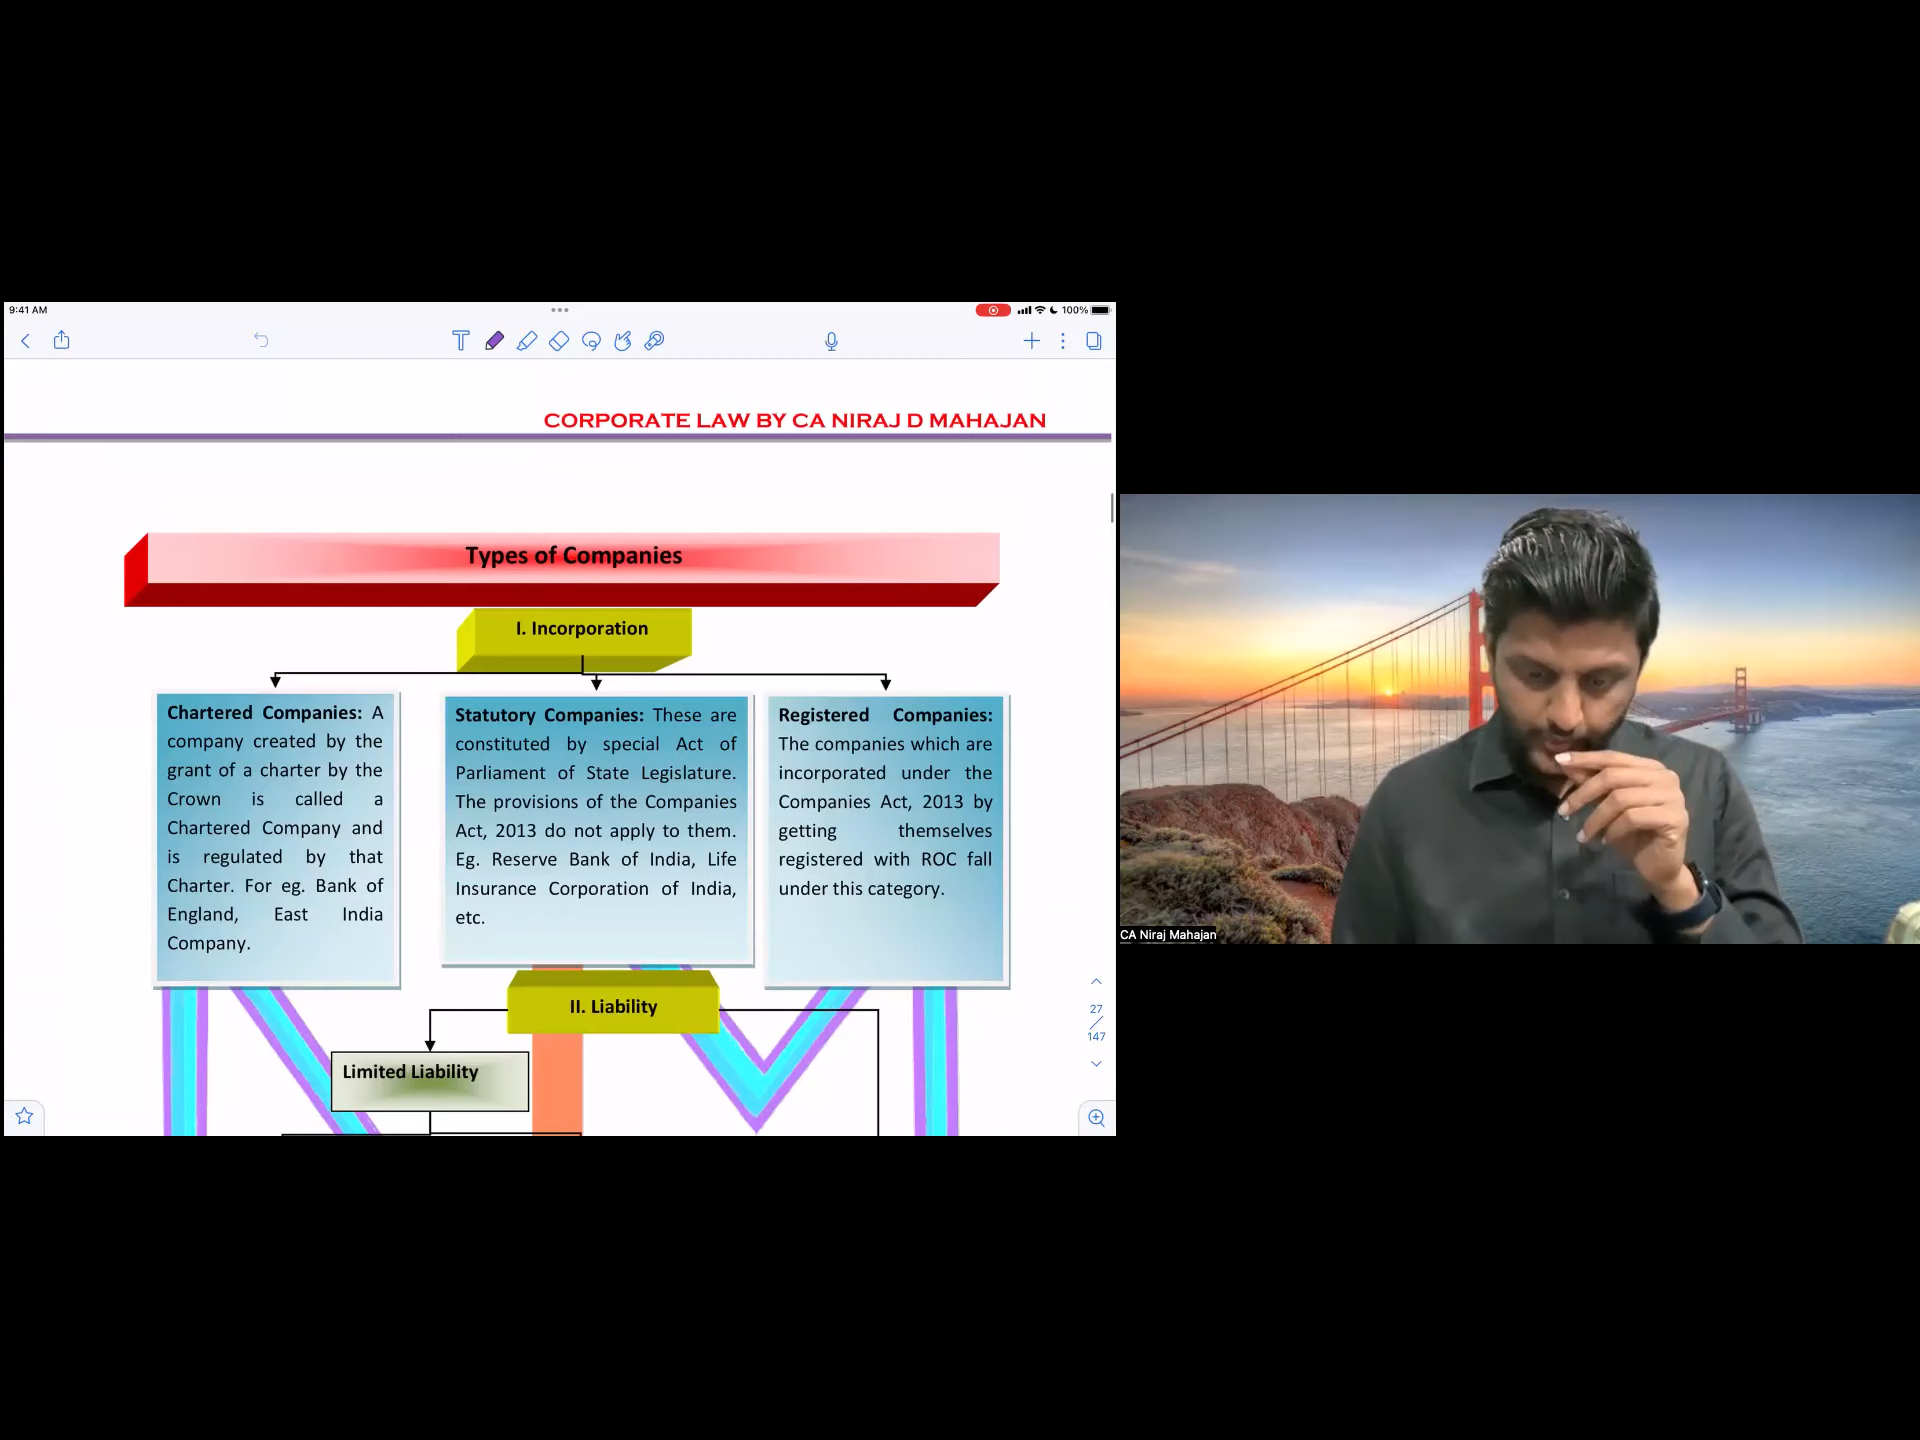 9:41 AM
100%
CORPORATE LAW BY CA NIRAJ D MAHAJAN
Types of Companies
I. Incorporation
Chartered Companies: A
company created by the
grant of a charter by the
Crown is called a
Chartered Company and
is regulated by that
Charter. For eg. Bank of
England, East India
Company.
Statutory Companies: These are
constituted by special Act of
Parliament of State Legislature.
The provisions of the Companies
Act, 2013 do not apply to them.
Eg. Reserve Bank of India, Life
Insurance Corporation of India,
etc.
Registered Companies:
The companies which are
incorporated under the
Companies Act, 2013 by
getting themselves
registered with ROC fall
under this category.
II. Liability
Limited Liability
27
147
CA Niraj Mahajan